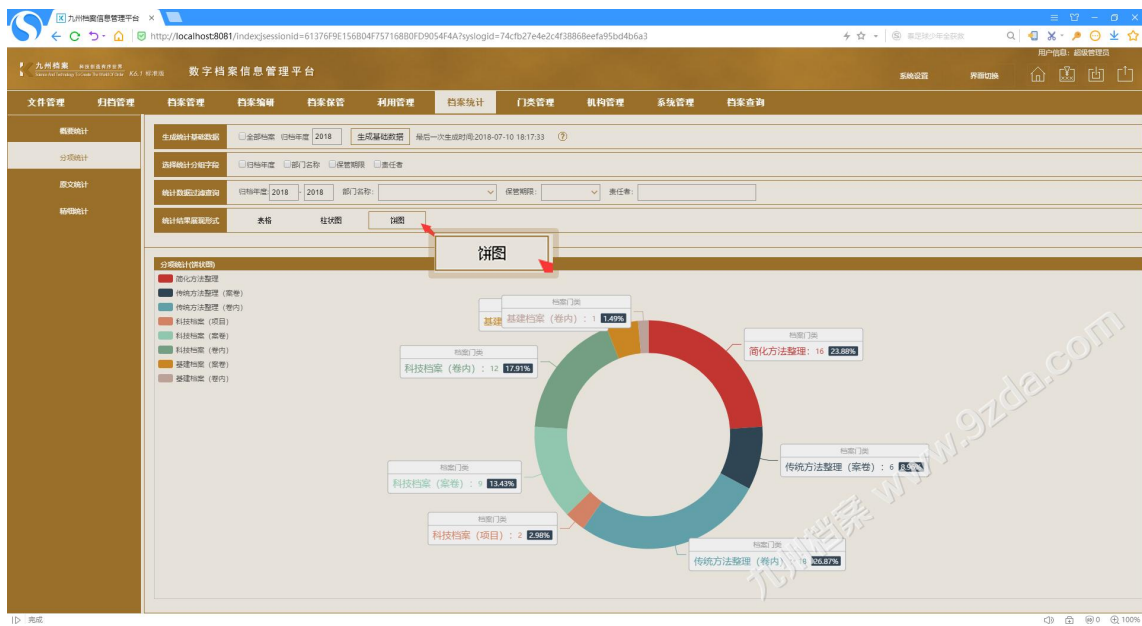 九州档案信息管理平台
http://localhost:8081/index;jsessionid=61376F9E156B04F757168B0FD9054F4A?syslogid=74cfb27e4e2c4f38868eefa95bd4b6a3
用户信息: 超级管理员
九州档案 科技创造真作世界
K6.1 标准版
数字档案信息管理平台
系统设置 界面切换
文件管理 归档管理 档案管理 档案编研 档案保管 利用管理 档案统计 门类管理 机构管理 系统管理 档案查询
概要统计
分项统计
原文统计
明细统计
生成统计基础数据 全部档案 归档年度 2018 生成基础数据 最后一次生成时间:2018-07-10 18:17:33 ?
选择统计分组字段 归档年度 部门名称 保管期限 责任者
统计数据过滤查询 归档年度: 2018 - 2018 部门名称: 保管期限: 责任者:
统计结果展现形式 表格 柱状图 饼图
饼图
分项统计(饼状图)
简化方法整理
传统方法整理（案卷）
传统方法整理（卷内）
科技档案（项目）
科技档案（案卷）
科技档案（卷内）
基建档案（案卷）
基建档案（卷内）
档案门类
基建档案（卷内）: 1 1.49%
基建
档案门类
简化方法整理: 16 23.88%
档案门类
科技档案（卷内）: 12 17.91%
档案门类
传统方法整理（案卷）: 6
档案门类
科技档案（案卷）: 9 13.43%
档案门类
科技档案（项目）: 2 2.98%
档案门类
传统方法整理（卷内）: 18 26.87%
九州档案 www.9zda.com
完成
0 100%